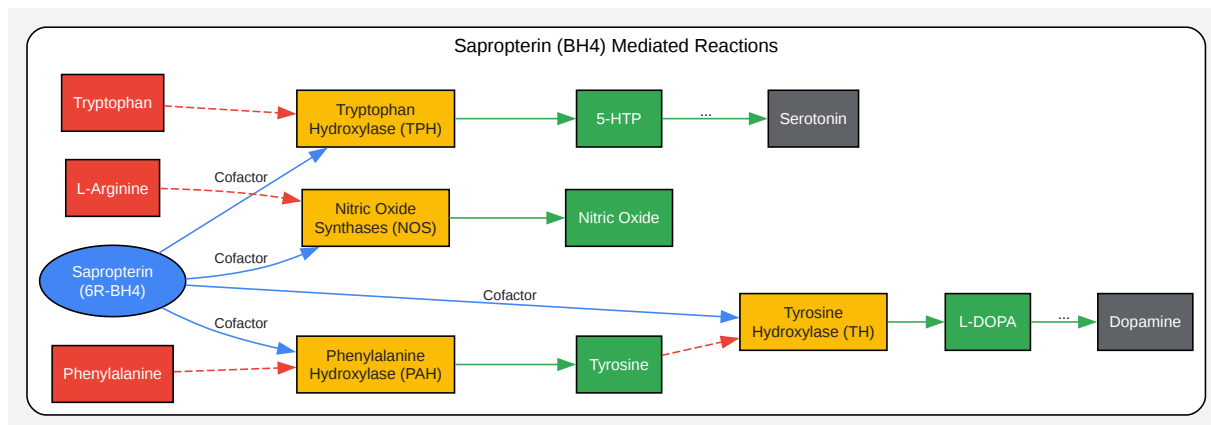 Sapropterin (BH4) Mediated Reactions
Tryptophan
Tryptophan
Hydroxylase (TPH)
5-HTP
...
Serotonin
Cofactor
L-Arginine
Nitric Oxide
Synthases (NOS)
Nitric Oxide
Sapropterin
(6R-BH4)
Cofactor
Cofactor
Tyrosine
Hydroxylase (TH)
L-DOPA
...
Dopamine
Cofactor
Phenylalanine
Phenylalanine
Hydroxylase (PAH)
Tyrosine